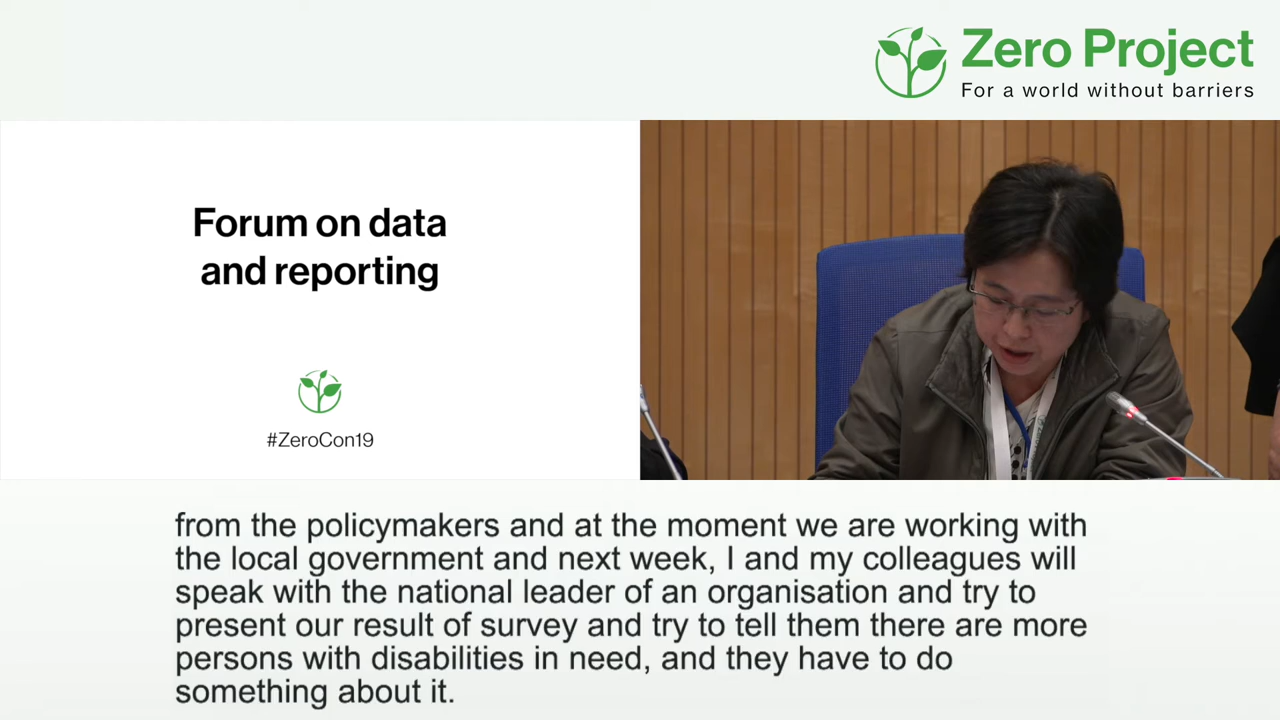 Zero Project
For a world without barriers
Forum on data
and reporting
#ZeroCon19
from the policymakers and at the moment we are working with
the local government and next week, I and my colleagues will
speak with the national leader of an organisation and try to
present our result of survey and try to tell them there are more
persons with disabilities in need, and they have to do
something about it.